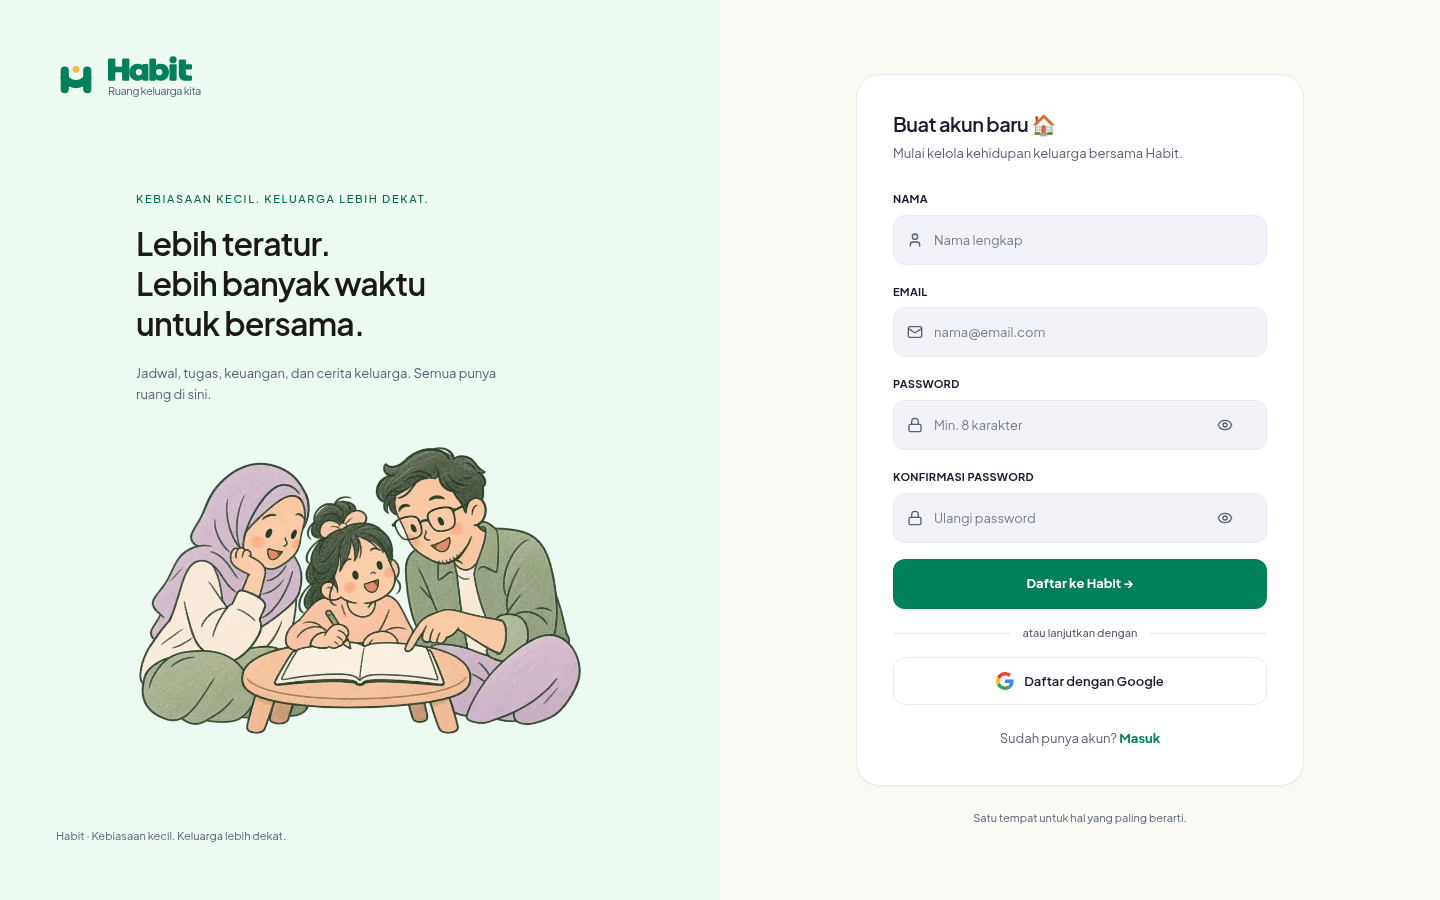 Habit
Ruang keluarga kita
KEBIASAAN KECIL. KELUARGA LEBIH DEKAT.
Lebih teratur.
Lebih banyak waktu
untuk bersama.
Jadwal, tugas, keuangan, dan cerita keluarga. Semua punya
ruang di sini.
Habit · Kebiasaan kecil. Keluarga lebih dekat.
Buat akun baru 🏠
Mulai kelola kehidupan keluarga bersama Habit.
NAMA
Nama lengkap
EMAIL
nama@email.com
PASSWORD
Min. 8 karakter
KONFIRMASI PASSWORD
Ulangi password
Daftar ke Habit →
atau lanjutkan dengan
Daftar dengan Google
Sudah punya akun? Masuk
Satu tempat untuk hal yang paling berarti.